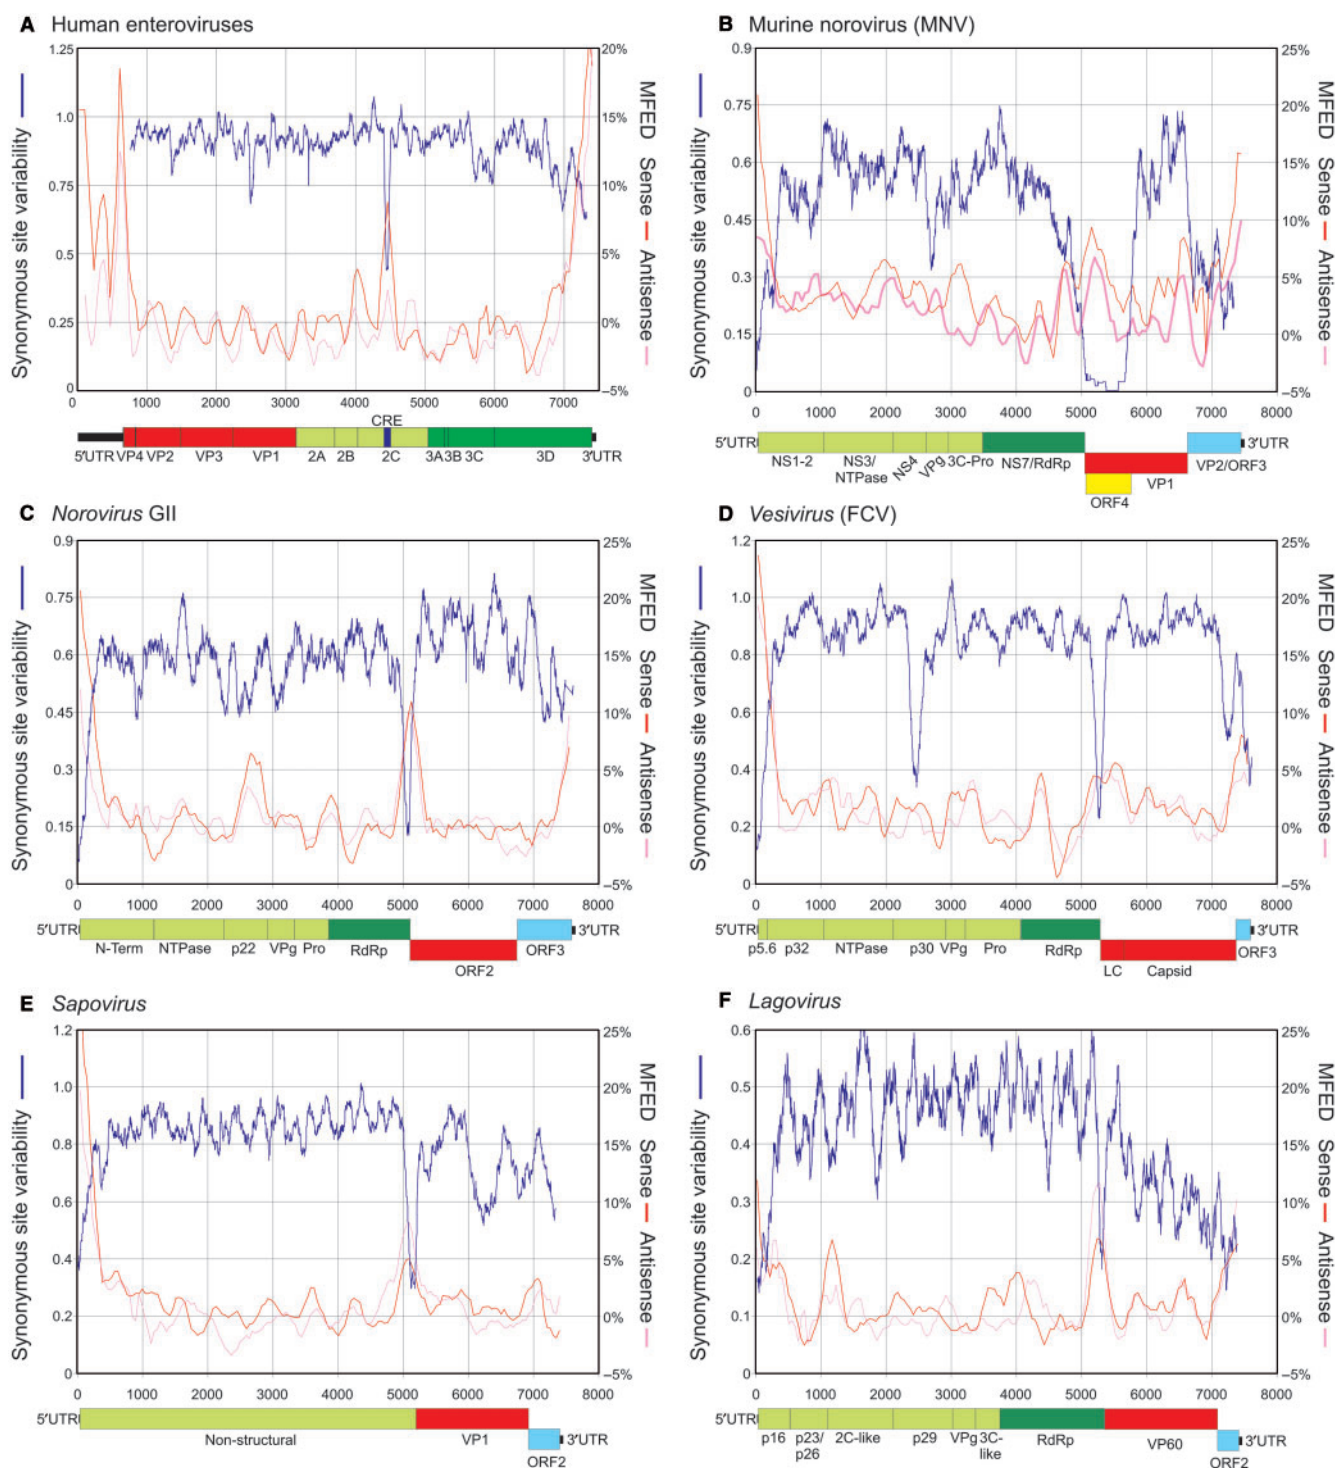 A Human enteroviruses
Synonymous site variability
1.25
1.0
0.75
0.5
0.25
0
20%
15%
10%
5%
0%
–5%
MFED Sense Antisense
0 1000 2000 3000 4000 5000 6000 7000
CRE
5′UTR VP4 VP2 VP3 VP1 2A 2B 2C 3A 3B 3C 3D 3′UTR
B Murine norovirus (MNV)
Synonymous site variability
0.9
0.75
0.6
0.45
0.3
0.15
0
25%
20%
15%
10%
5%
0%
–5%
MFED Sense Antisense
0 1000 2000 3000 4000 5000 6000 7000 8000
5′UTR 3′UTR
NS1-2 NS3/ NTPase NS4 VPg 3C-Pro NS7/RdRp VP1 VP2/ORF3
ORF4
C Norovirus GII
Synonymous site variability
0.9
0.75
0.6
0.45
0.3
0.15
0
25%
20%
15%
10%
5%
0%
–5%
MFED Sense Antisense
0 1000 2000 3000 4000 5000 6000 7000 8000
5′UTR 3′UTR
N-Term NTPase p22 VPg Pro RdRp ORF2 ORF3
D Vesivirus (FCV)
Synonymous site variability
1.2
1.0
0.8
0.6
0.4
0.2
0
25%
20%
15%
10%
5%
0%
–5%
MFED Sense Antisense
0 1000 2000 3000 4000 5000 6000 7000 8000
5′UTR 3′UTR
p5.6 p32 NTPase p30 VPg Pro RdRp LC Capsid ORF3
E Sapovirus
Synonymous site variability
1.2
1.0
0.8
0.6
0.4
0.2
0
25%
20%
15%
10%
5%
0%
–5%
MFED Sense Antisense
0 1000 2000 3000 4000 5000 6000 7000 8000
5′UTR 3′UTR
Non-structural VP1 ORF2
F Lagovirus
Synonymous site variability
0.6
0.5
0.4
0.3
0.2
0.1
0
25%
20%
15%
10%
5%
0%
–5%
MFED Sense Antisense
0 1000 2000 3000 4000 5000 6000 7000 8000
5′UTR 3′UTR
p16 p23/ p26 2C-like p29 VPg 3C- like RdRp VP60 ORF2